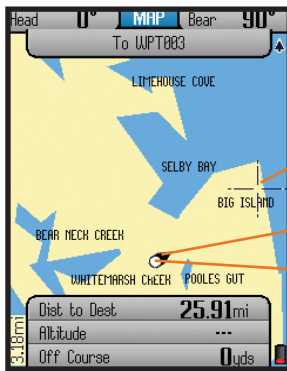 Head 0° MAP Bear 90°
To WPT003
LIMEHOUSE COVE
SELBY BAY
BIG ISLAND
BEAR NECK CREEK
WHITEMARSH CREEK POOLES GUT
3.18mi
Dist to Dest 25.91mi
Altitude ---
Off Course 0yds